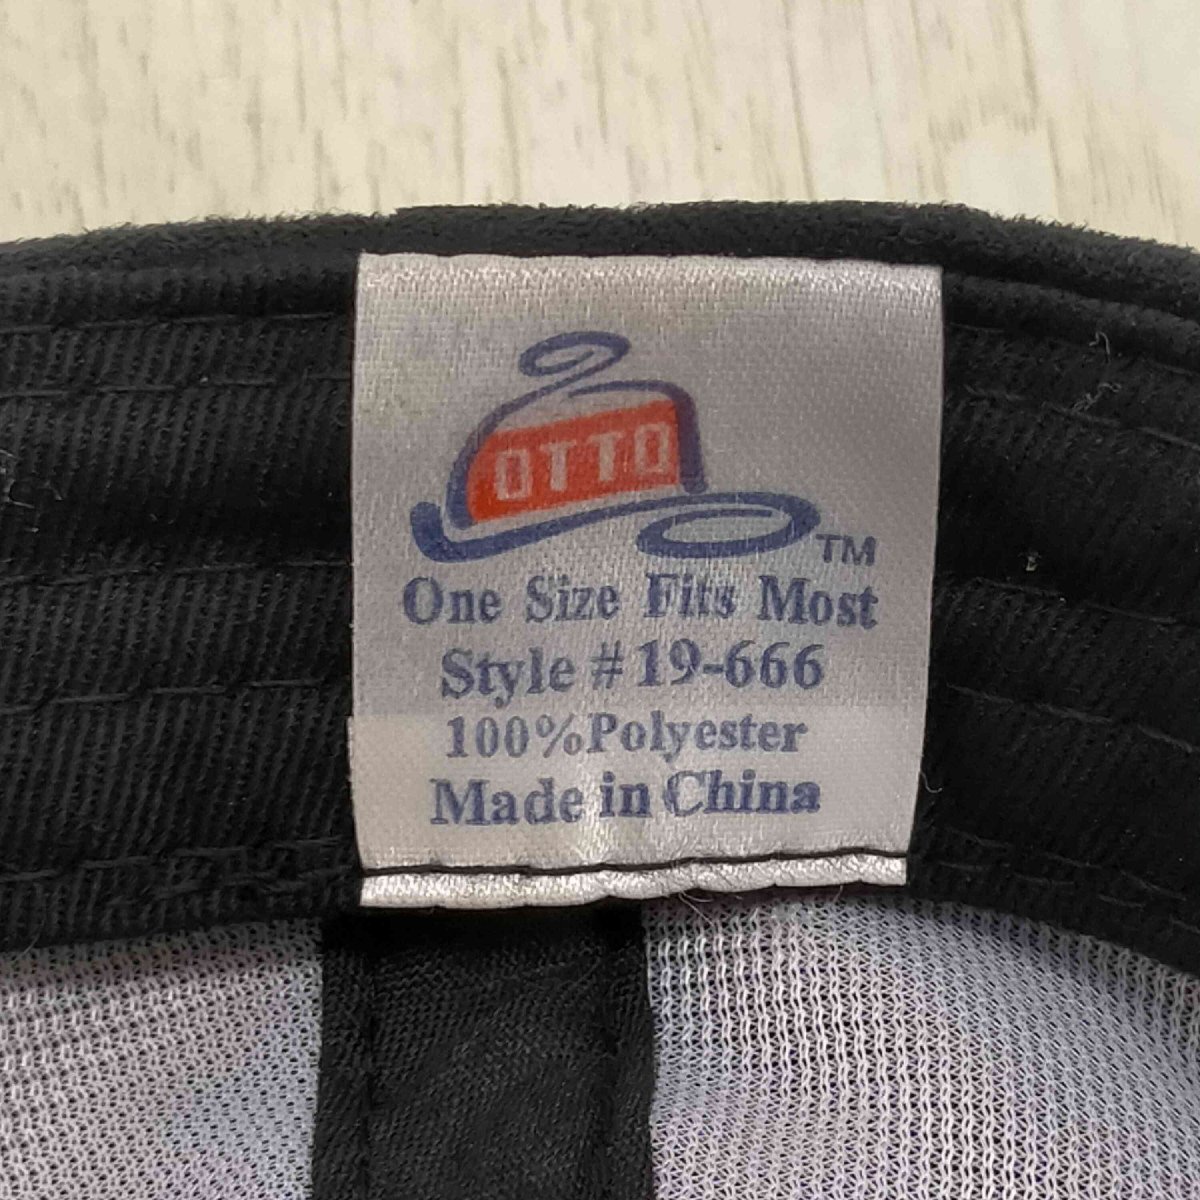 OTTO
TM
One Size Fits Most
Style # 19-666
100%Polyester
Made in China